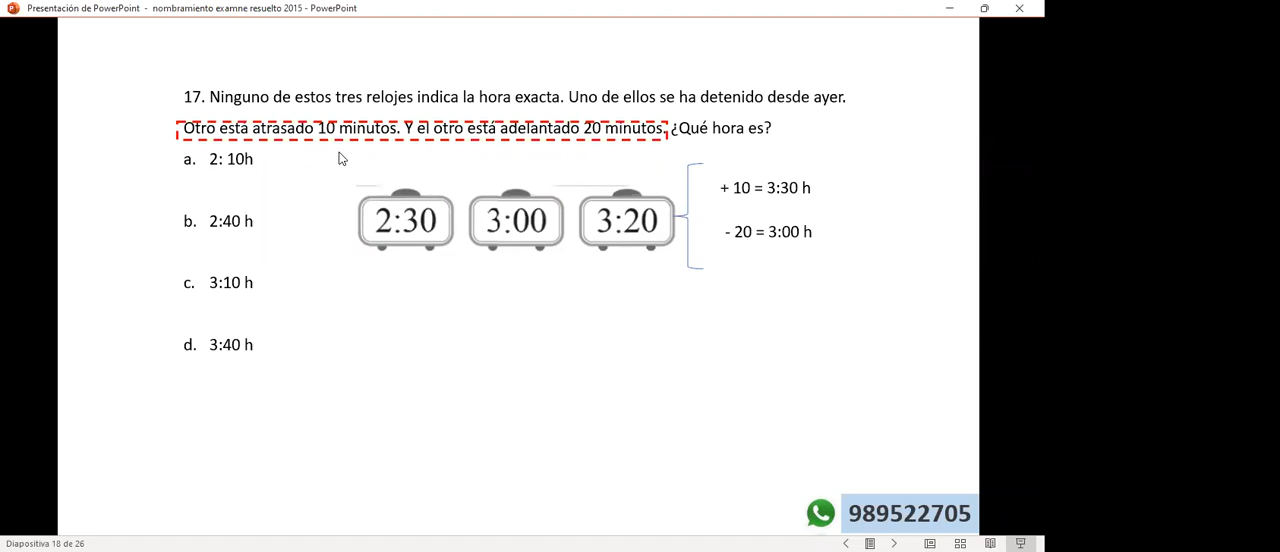 Presentación de PowerPoint - nombramiento examne resuelto 2015 - PowerPoint
17. Ninguno de estos tres relojes indica la hora exacta. Uno de ellos se ha detenido desde ayer.
Otro esta atrasado 10 minutos. Y el otro está adelantado 20 minutos. ¿Qué hora es?
a. 2: 10h
2:30 3:00 3:20
+ 10 = 3:30 h
- 20 = 3:00 h
b. 2:40 h
c. 3:10 h
d. 3:40 h
989522705
Diapositiva 18 de 26